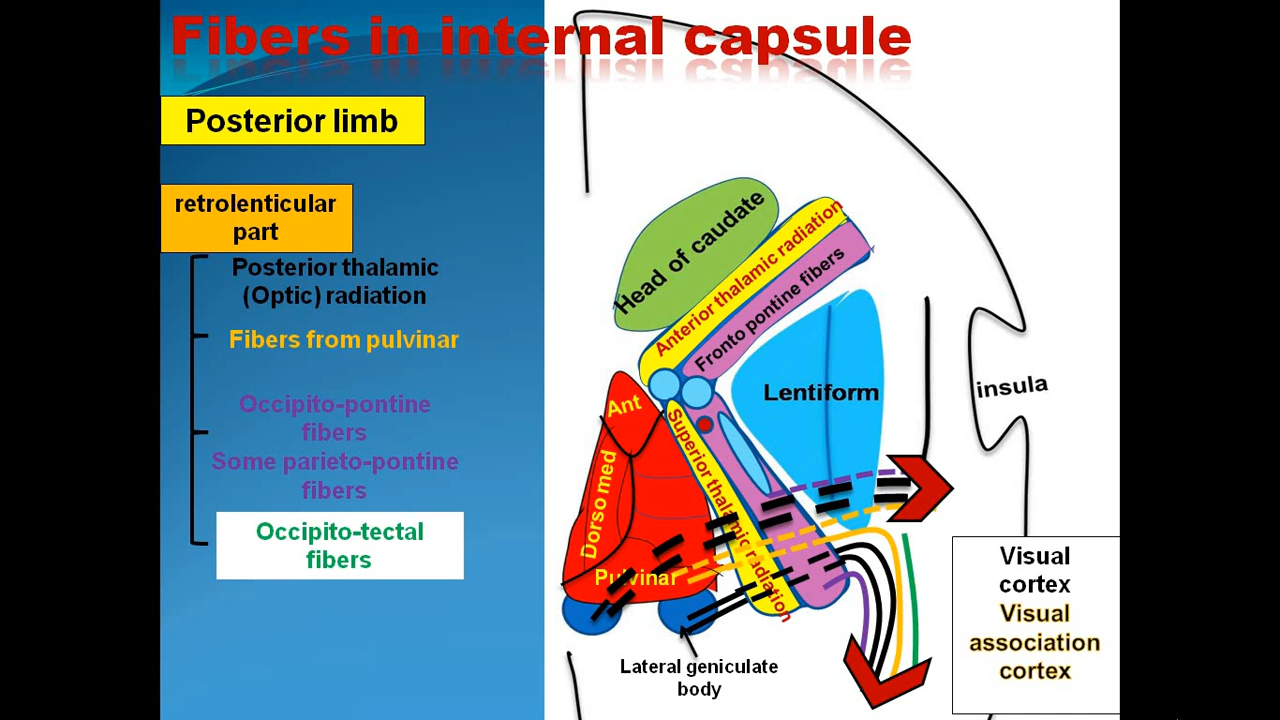 Fibers in internal capsule
Posterior limb
retrolenticular
part
Posterior thalamic
(Optic) radiation
Fibers from pulvinar
Occipito-pontine
fibers
Some parieto-pontine
fibers
Occipito-tectal
fibers
Head of caudate
Anterior thalamic radiation
Fronto pontine fibers
Lentiform
insula
Ant
Dorso med
Superior thalamic radiation
Pulvinar
Lateral geniculate
body
Visual
cortex
Visual
association
cortex